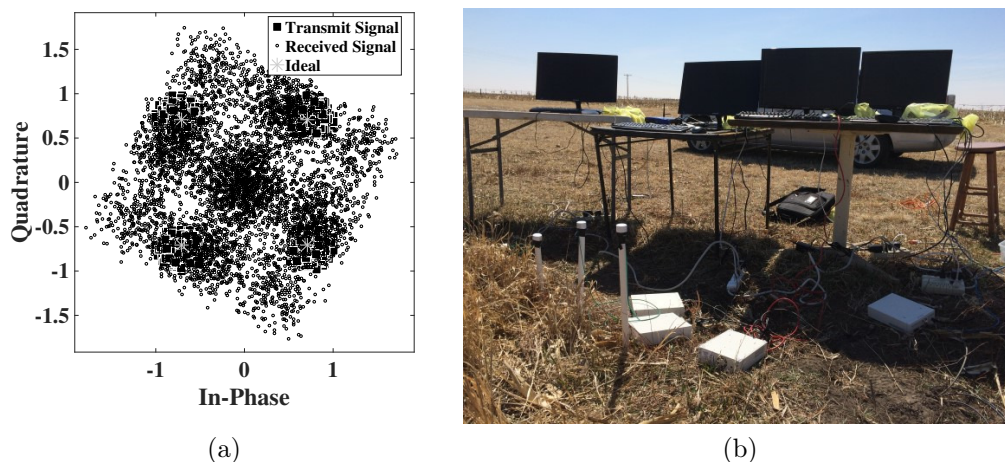 Transmit Signal
Received Signal
Ideal
1.5
1
0.5
0
-0.5
-1
-1.5
Quadrature
-1 0 1
In-Phase
(a) (b)